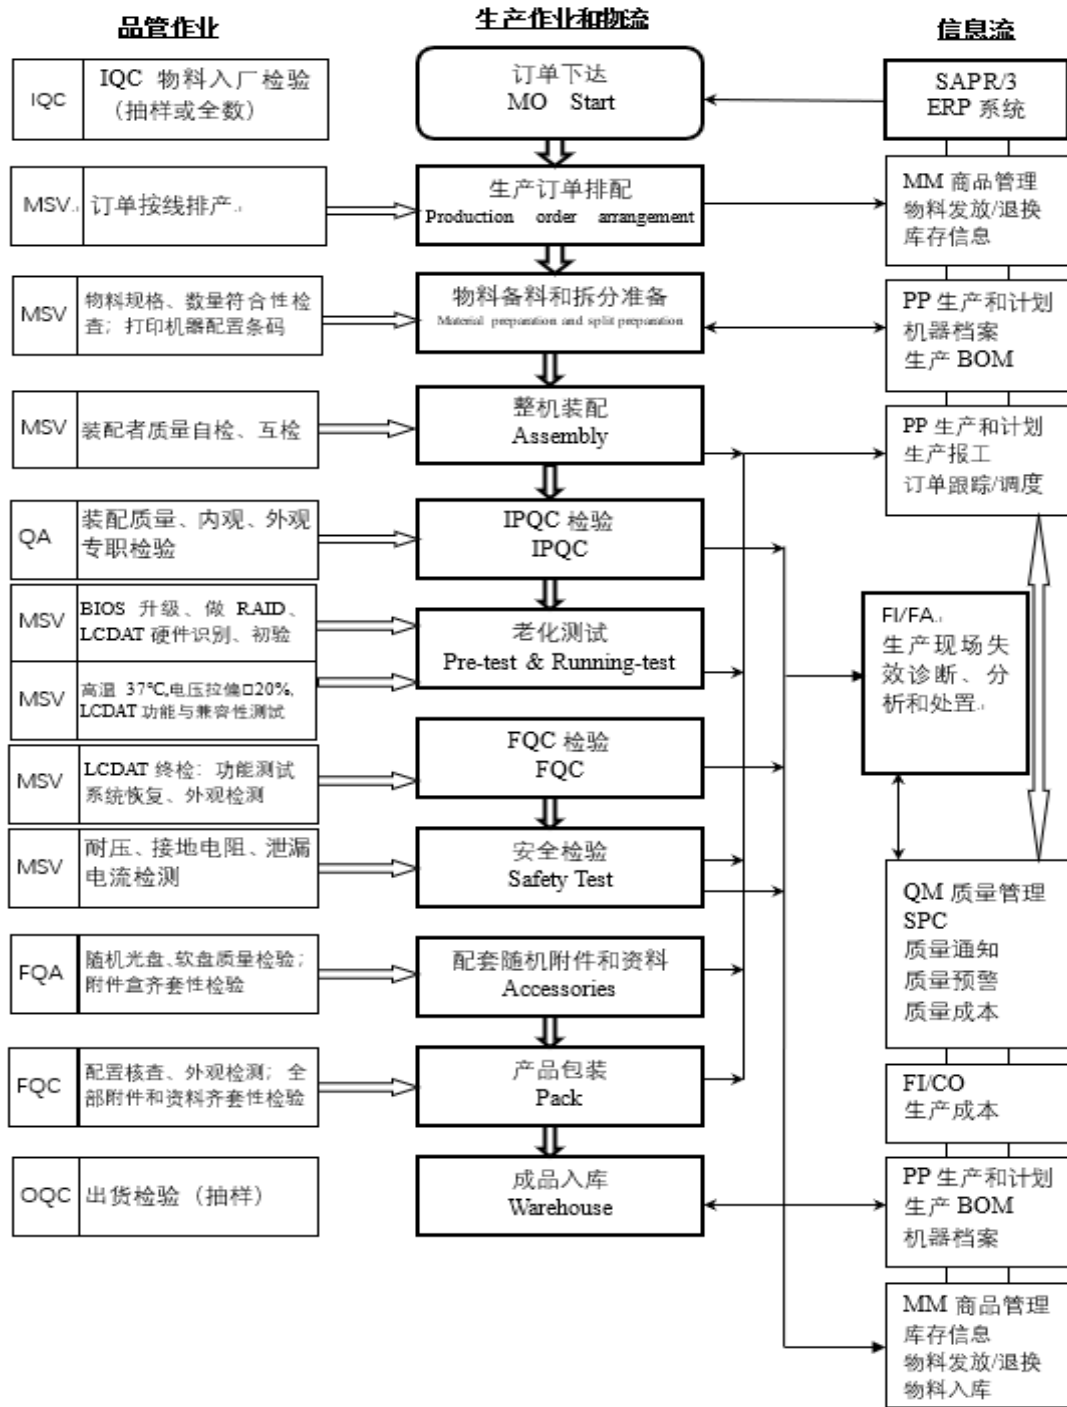 品管作业
生产作业和物流
信息流
IQC
IQC 物料入厂检验
（抽样或全数）
订单下达
MO Start
SAPR/3
ERP 系统
MSV
订单按线排产
生产订单排配
Production order arrangement
MM 商品管理
物料发放/退换
库存信息
MSV
物料规格、数量符合性检
查；打印机器配置条码
物料备料和拆分准备
Material preparation and split preparation
PP 生产和计划
机器档案
生产 BOM
MSV
装配者质量自检、互检
整机装配
Assembly
PP 生产和计划
生产报工
订单跟踪/调度
QA
装配质量、内观、外观
专职检验
IPQC 检验
IPQC
MSV
BIOS 升级、做 RAID、
LCDAT 硬件识别、初验
老化测试
Pre-test & Running-test
FI/FA
生产现场失
效诊断、分
析和处置
MSV
高温 37℃,电压拉偏□20%,
LCDAT 功能与兼容性测试
MSV
LCDAT 终检：功能测试
系统恢复、外观检测
FQC 检验
FQC
MSV
耐压、接地电阻、泄漏
电流检测
安全检验
Safety Test
QM 质量管理
SPC
质量通知
质量预警
质量成本
FQA
随机光盘、软盘质量检验；
附件盒齐套性检验
配套随机附件和资料
Accessories
FQC
配置核查、外观检测；全
部附件和资料齐套性检验
产品包装
Pack
FI/CO
生产成本
OQC
出货检验（抽样）
成品入库
Warehouse
PP 生产和计划
生产 BOM
机器档案
MM 商品管理
库存信息
物料发放/退换
物料入库